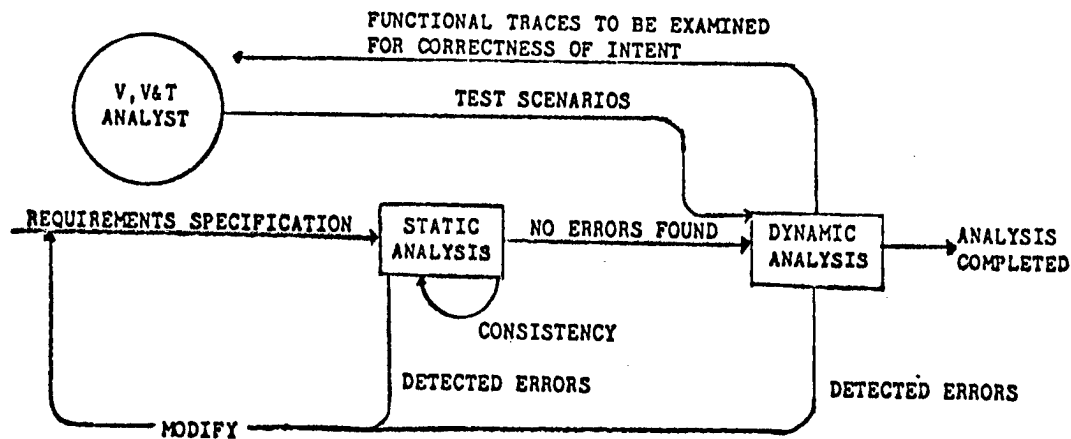 FUNCTIONAL TRACES TO BE EXAMINED
FOR CORRECTNESS OF INTENT
V,V&T
ANALYST
TEST SCENARIOS
REQUIREMENTS SPECIFICATION
STATIC
ANALYSIS
NO ERRORS FOUND
DYNAMIC
ANALYSIS
ANALYSIS
COMPLETED
CONSISTENCY
DETECTED ERRORS
DETECTED ERRORS
MODIFY